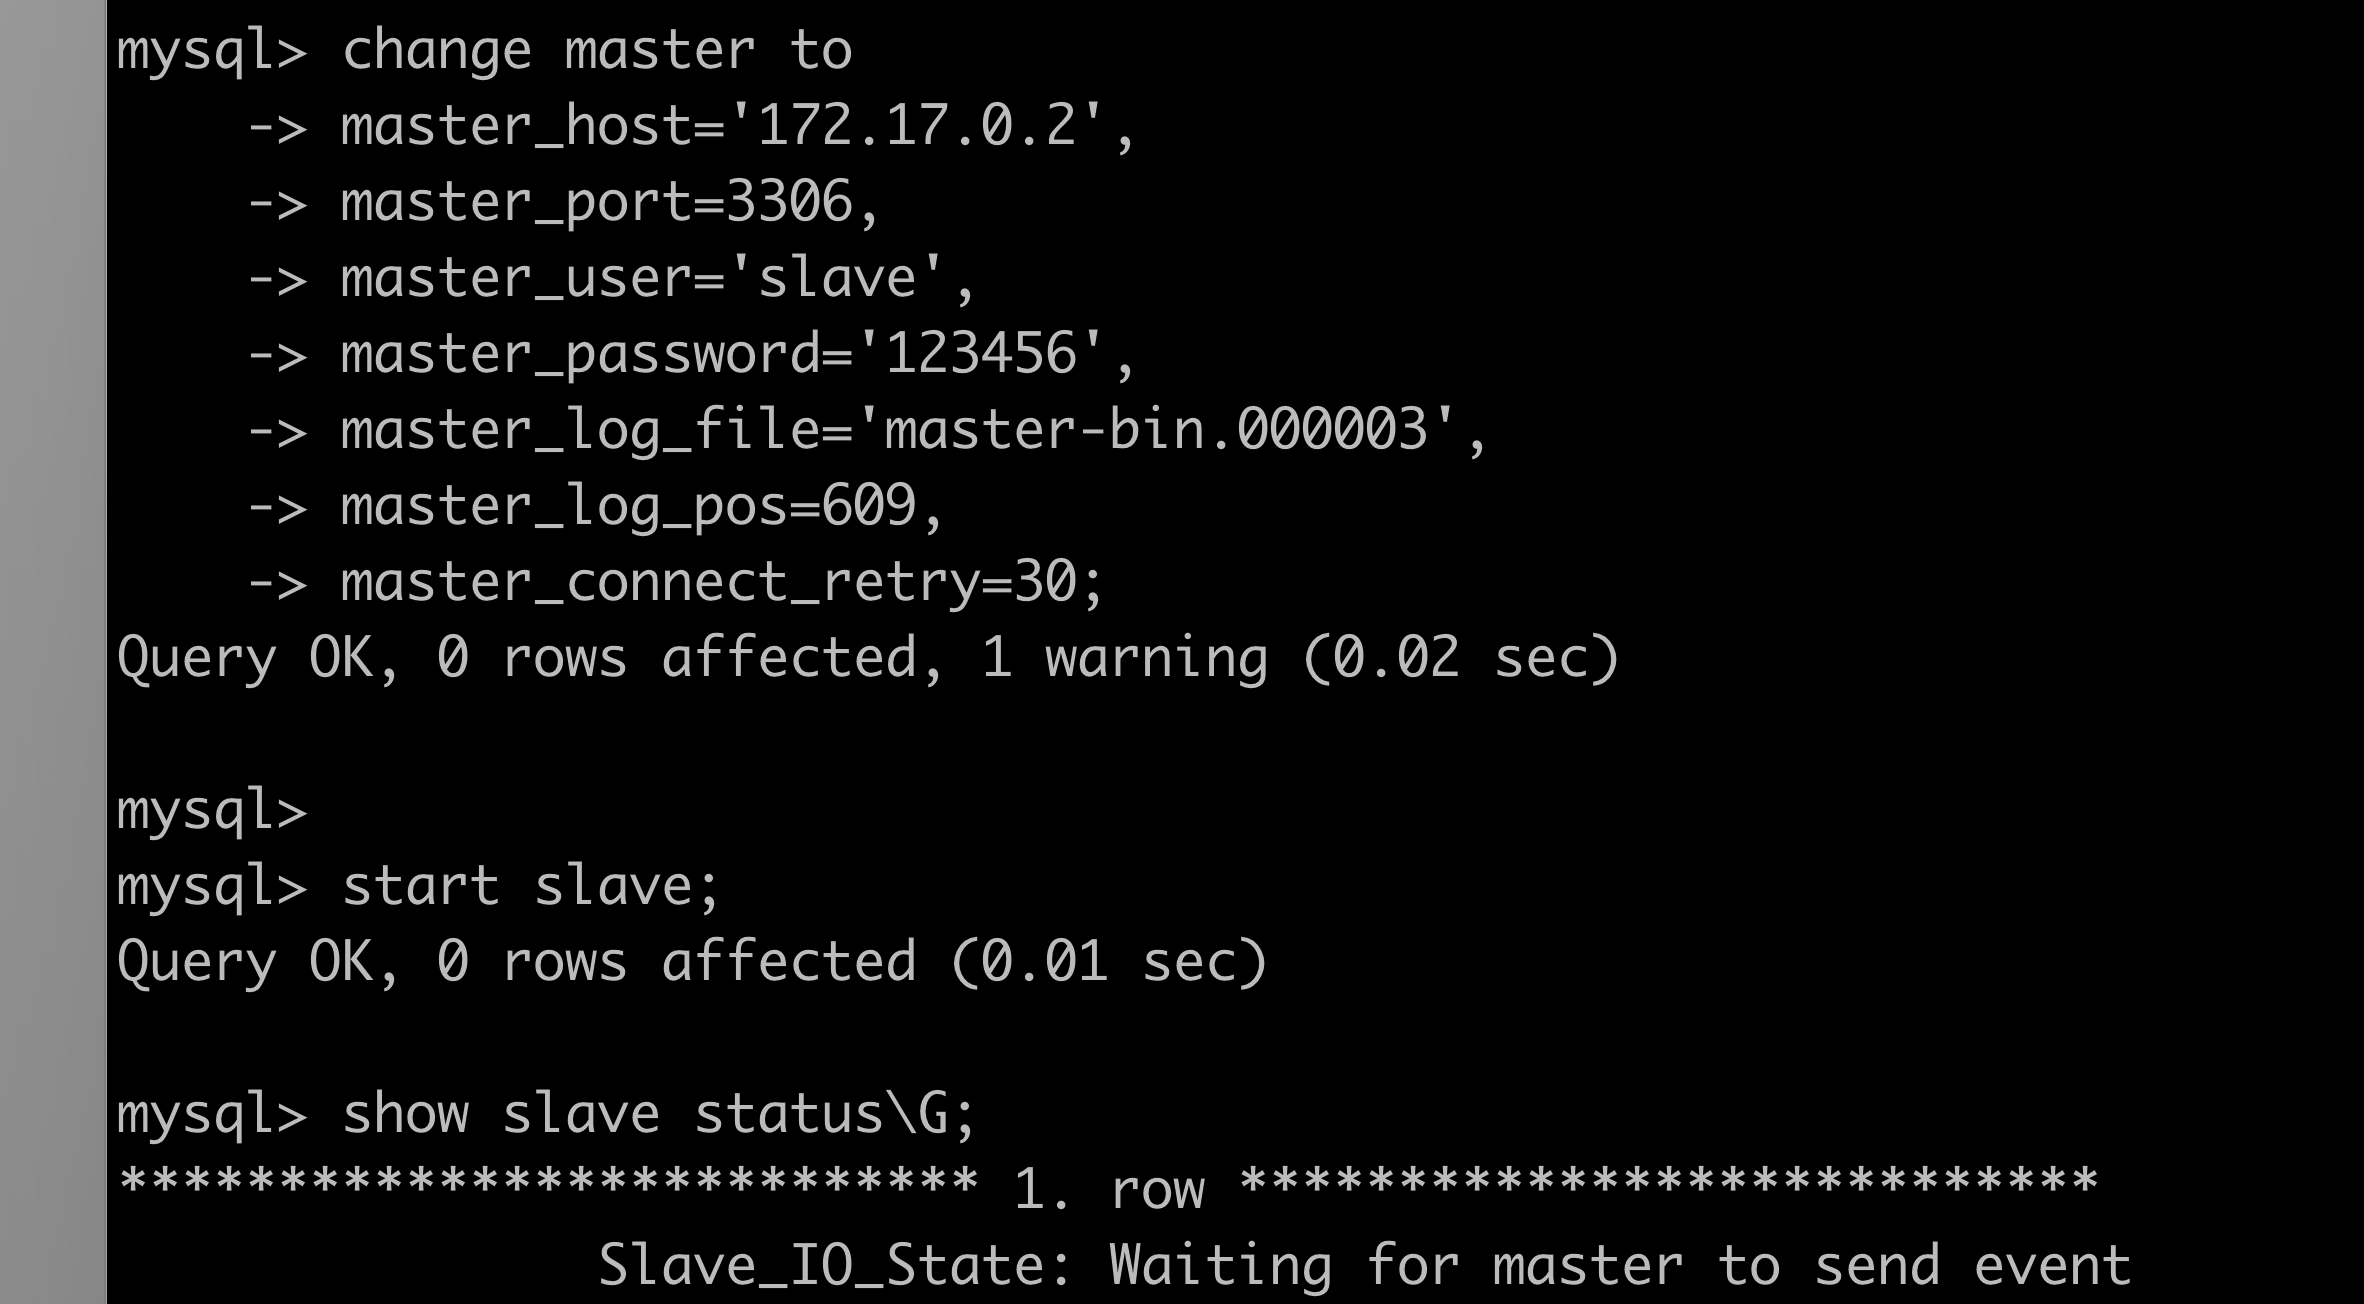 mysql> change master to
    -> master_host='172.17.0.2',
    -> master_port=3306,
    -> master_user='slave',
    -> master_password='123456',
    -> master_log_file='master-bin.000003',
    -> master_log_pos=609,
    -> master_connect_retry=30;
Query OK, 0 rows affected, 1 warning (0.02 sec)
mysql>
mysql> start slave;
Query OK, 0 rows affected (0.01 sec)
mysql> show slave status\G;
*************************** 1. row ***************************
               Slave_IO_State: Waiting for master to send event